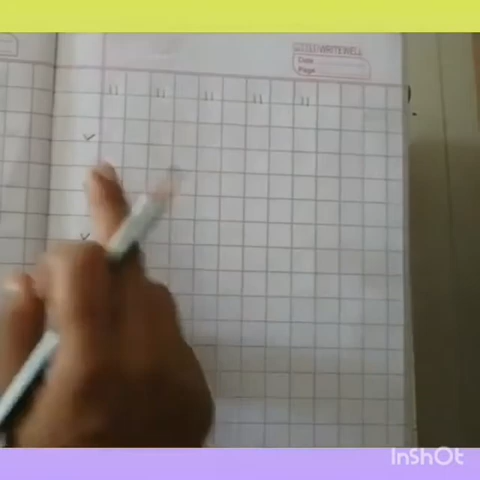 WRITEWELL
Date
Page
11 11 11 11 11
InShOt